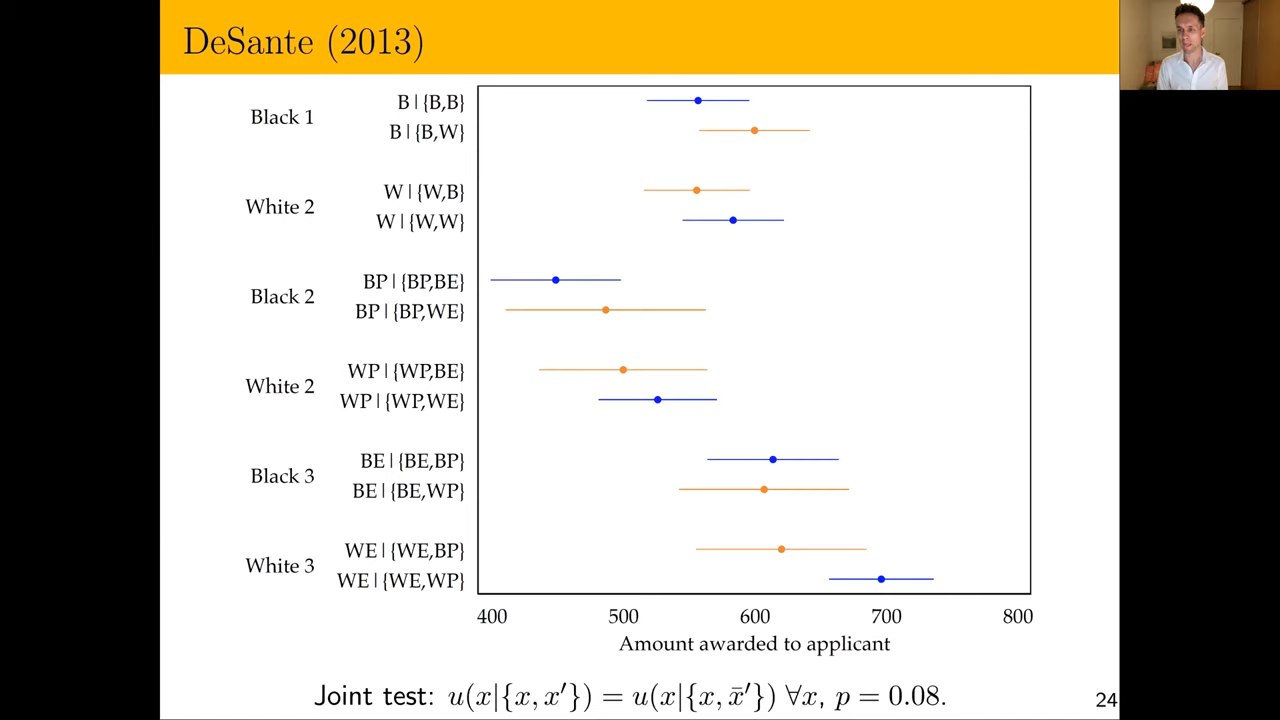 DeSante (2013)
Black 1
B | {B,B}
B | {B,W}
White 2
W | {W,B}
W | {W,W}
Black 2
BP | {BP,BE}
BP | {BP,WE}
White 2
WP | {WP,BE}
WP | {WP,WE}
Black 3
BE | {BE,BP}
BE | {BE,WP}
White 3
WE | {WE,BP}
WE | {WE,WP}
400 500 600 700 800
Amount awarded to applicant
Joint test: u(x|{x, x′}) = u(x|{x, x̄′}) ∀x, p = 0.08.
24